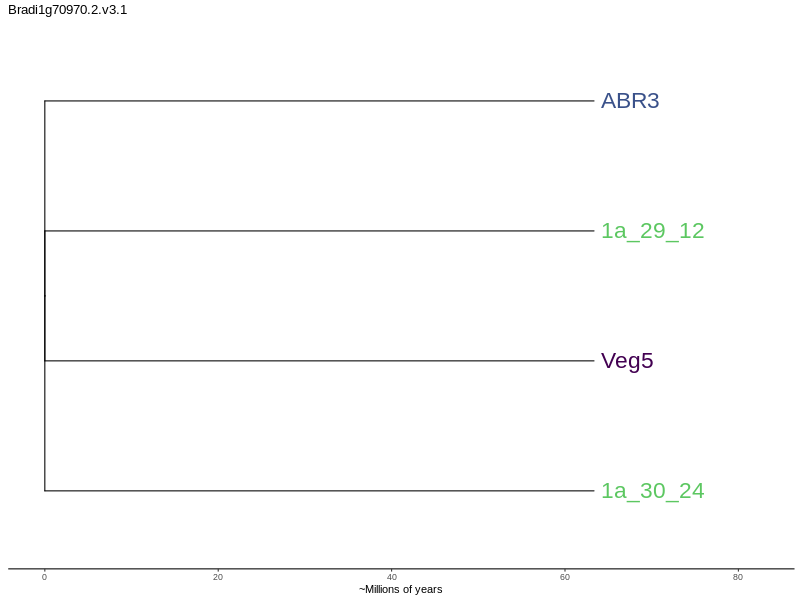 Bradi1g70970.2.v3.1
ABR3
1a_29_12
Veg5
1a_30_24
0 20 40 60 80
~Millions of years